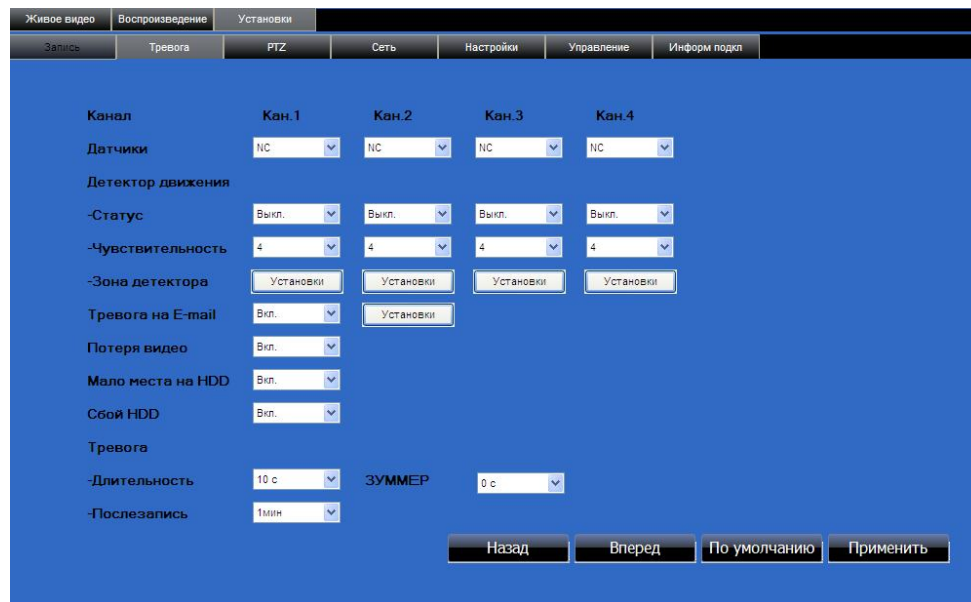 Живое видео Воспроизведение Установки
Запись Тревога PTZ Сеть Настройки Управление Информ подкл
Канал Кан.1 Кан.2 Кан.3 Кан.4
Датчики NC NC NC NC
Детектор движения
-Статус Выкл. Выкл. Выкл. Выкл.
-Чувствительность 4 4 4 4
-Зона детектора Установки Установки Установки Установки
Тревога на E-mail Вкл. Установки
Потеря видео Вкл.
Мало места на HDD Вкл.
Сбой HDD Вкл.
Тревога
-Длительность 10 с ЗУММЕР 0 с
-Послезапись 1мин
Назад Вперед По умолчанию Применить